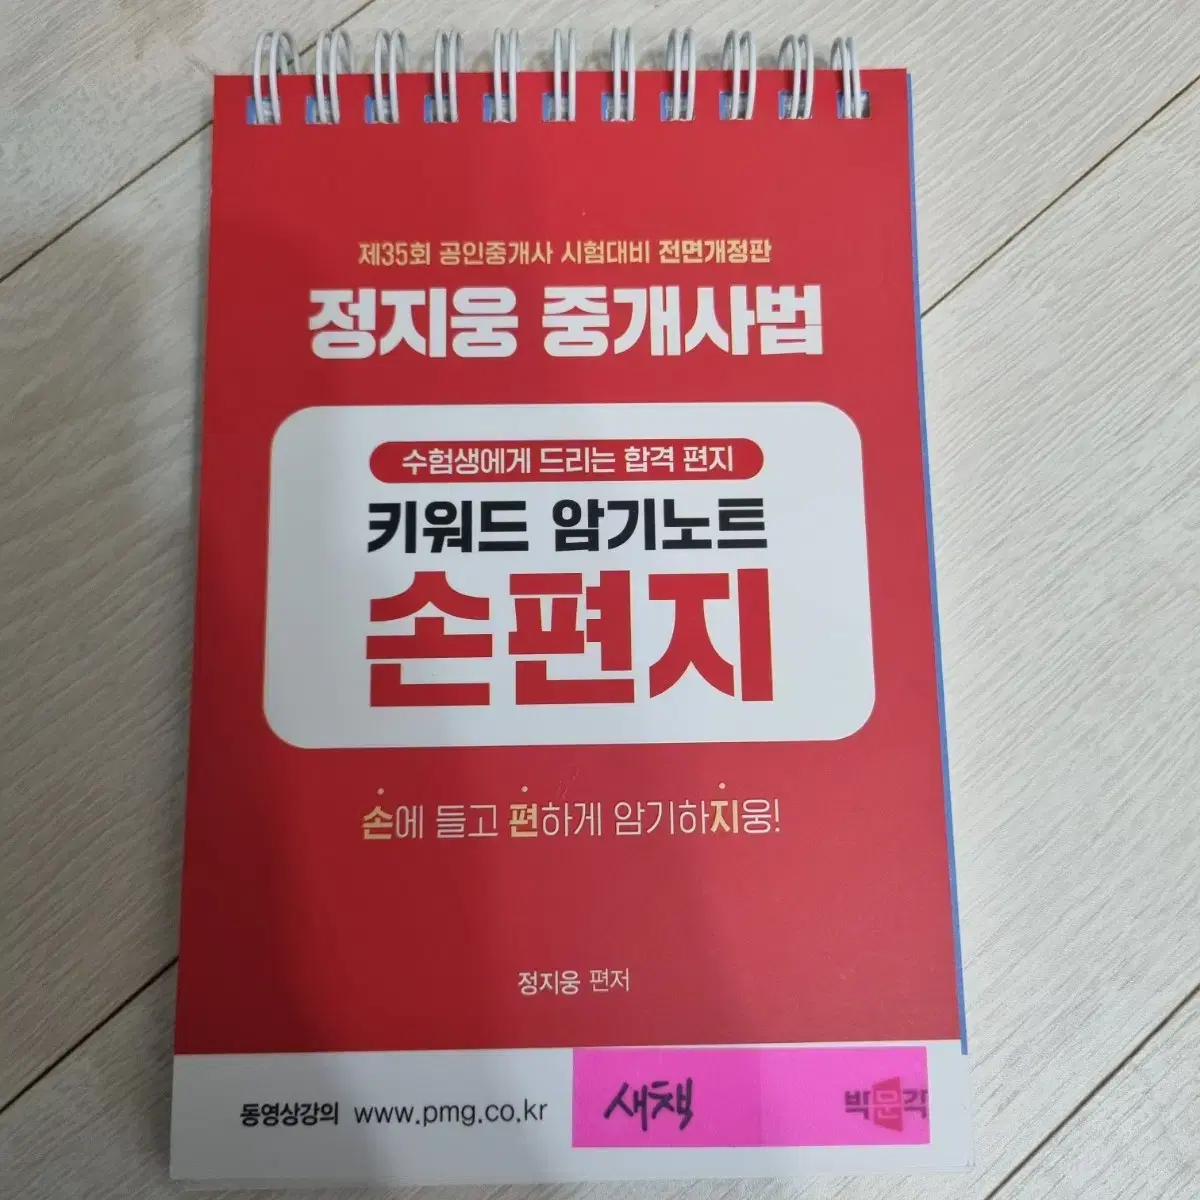 제35회 공인중개사 시험대비 전면개정판
정지웅 중개사법
수험생에게 드리는 합격 편지
키워드 암기노트
손편지
손에 들고 편하게 암기하지웅!
정지웅 편저
동영상강의 www.pmg.co.kr
새책
박문각